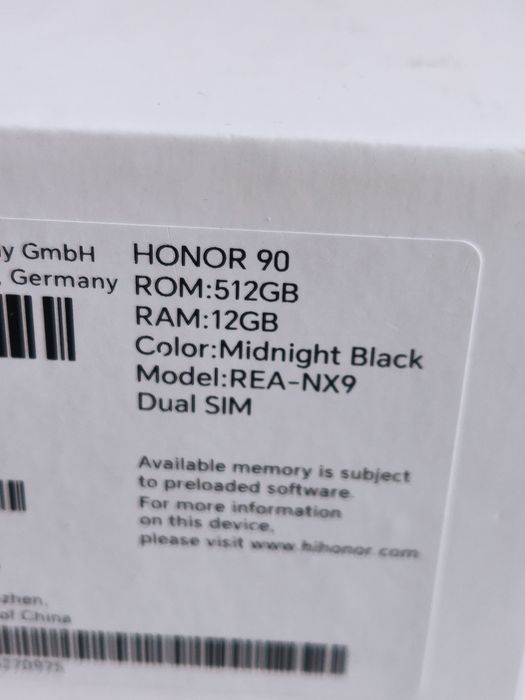 y GmbH
Germany
HONOR 90
ROM:512GB
RAM:12GB
Color:Midnight Black
Model:REA-NX9
Dual SIM
Available memory is subject
to preloaded software.
For more information
on this device,
please visit www.hihonor.com
zhen,
of China